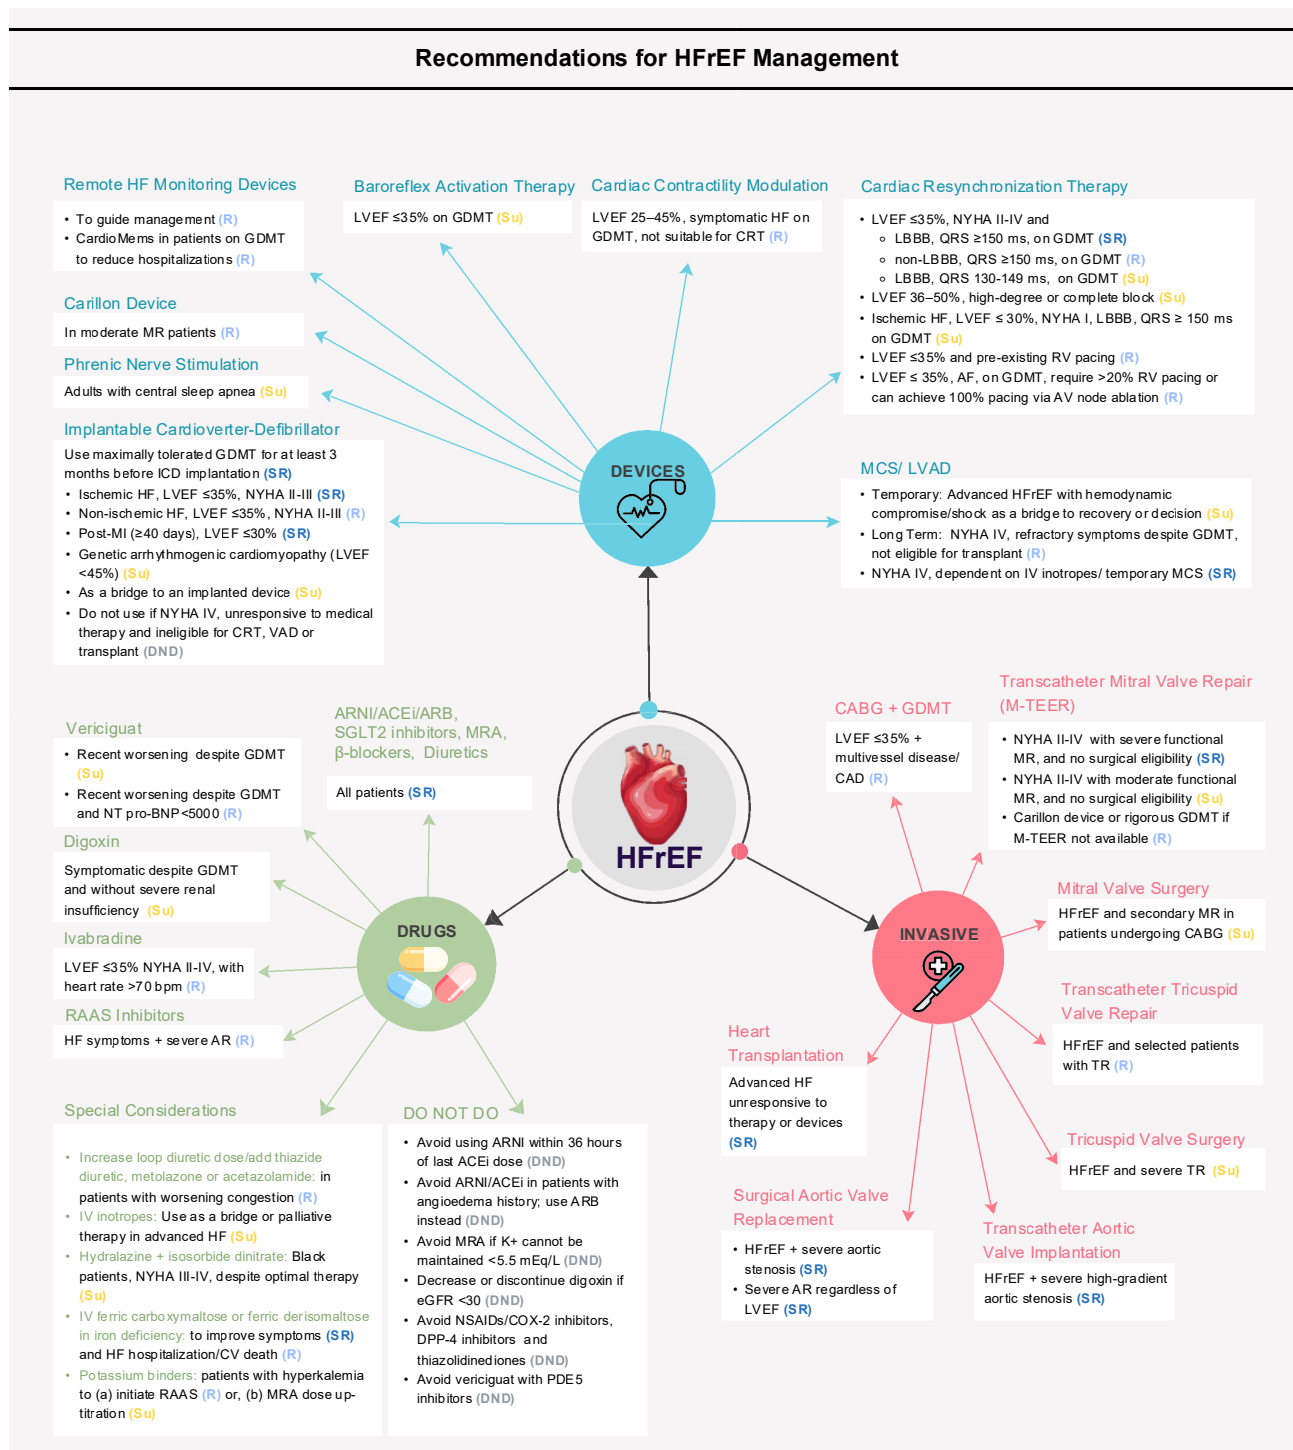 Recommendations for HFrEF Management
Remote HF Monitoring Devices
• To guide management (R)
• CardioMems in patients on GDMT
to reduce hospitalizations (R)
Baroreflex Activation Therapy
LVEF ≤35% on GDMT (Su)
Cardiac Contractility Modulation
LVEF 25–45%, symptomatic HF on
GDMT, not suitable for CRT (R)
Cardiac Resynchronization Therapy
• LVEF ≤35%, NYHA II-IV and
○ LBBB, QRS ≥150 ms, on GDMT (SR)
○ non-LBBB, QRS ≥150 ms, on GDMT (R)
○ LBBB, QRS 130-149 ms, on GDMT (Su)
• LVEF 36–50%, high-degree or complete block (Su)
• Ischemic HF, LVEF ≤ 30%, NYHA I, LBBB, QRS ≥ 150 ms
on GDMT (Su)
• LVEF ≤35% and pre-existing RV pacing (R)
• LVEF ≤ 35%, AF, on GDMT, require >20% RV pacing or
can achieve 100% pacing via AV node ablation (R)
Carillon Device
In moderate MR patients (R)
Phrenic Nerve Stimulation
Adults with central sleep apnea (Su)
Implantable Cardioverter-Defibrillator
Use maximally tolerated GDMT for at least 3
months before ICD implantation (SR)
• Ischemic HF, LVEF ≤35%, NYHA II-III (SR)
• Non-ischemic HF, LVEF ≤35%, NYHA II-III (R)
• Post-MI (≥40 days), LVEF ≤30% (SR)
• Genetic arrhythmogenic cardiomyopathy (LVEF
<45%) (Su)
• As a bridge to an implanted device (Su)
• Do not use if NYHA IV, unresponsive to medical
therapy and ineligible for CRT, VAD or
transplant (DND)
DEVICES
MCS/ LVAD
• Temporary: Advanced HFrEF with hemodynamic
compromise/shock as a bridge to recovery or decision (Su)
• Long Term: NYHA IV, refractory symptoms despite GDMT,
not eligible for transplant (R)
• NYHA IV, dependent on IV inotropes/ temporary MCS (SR)
HFrEF
Vericiguat
• Recent worsening despite GDMT
(Su)
• Recent worsening despite GDMT
and NT pro-BNP<5000 (R)
ARNI/ACEi/ARB,
SGLT2 inhibitors, MRA,
β-blockers, Diuretics
All patients (SR)
Digoxin
Symptomatic despite GDMT
and without severe renal
insufficiency (Su)
Ivabradine
LVEF ≤35% NYHA II-IV, with
heart rate >70 bpm (R)
RAAS Inhibitors
HF symptoms + severe AR (R)
DRUGS
Special Considerations
• Increase loop diuretic dose/add thiazide
diuretic, metolazone or acetazolamide: in
patients with worsening congestion (R)
• IV inotropes: Use as a bridge or palliative
therapy in advanced HF (Su)
• Hydralazine + isosorbide dinitrate: Black
patients, NYHA III-IV, despite optimal therapy
(Su)
• IV ferric carboxymaltose or ferric derisomaltose
in iron deficiency: to improve symptoms (SR)
and HF hospitalization/CV death (R)
• Potassium binders: patients with hyperkalemia
to (a) initiate RAAS (R) or, (b) MRA dose up-
titration (Su)
DO NOT DO
• Avoid using ARNI within 36 hours
of last ACEi dose (DND)
• Avoid ARNI/ACEi in patients with
angioedema history; use ARB
instead (DND)
• Avoid MRA if K+ cannot be
maintained <5.5 mEq/L (DND)
• Decrease or discontinue digoxin if
eGFR <30 (DND)
• Avoid NSAIDs/COX-2 inhibitors,
DPP-4 inhibitors and
thiazolidinediones (DND)
• Avoid vericiguat with PDE5
inhibitors (DND)
CABG + GDMT
LVEF ≤35% +
multivessel disease/
CAD (R)
Transcatheter Mitral Valve Repair
(M-TEER)
• NYHA II-IV with severe functional
MR, and no surgical eligibility (SR)
• NYHA II-IV with moderate functional
MR, and no surgical eligibility (Su)
• Carillon device or rigorous GDMT if
M-TEER not available (R)
INVASIVE
Mitral Valve Surgery
HFrEF and secondary MR in
patients undergoing CABG (Su)
Transcatheter Tricuspid
Valve Repair
HFrEF and selected patients
with TR (R)
Tricuspid Valve Surgery
HFrEF and severe TR (Su)
Heart
Transplantation
Advanced HF
unresponsive to
therapy or devices
(SR)
Surgical Aortic Valve
Replacement
• HFrEF + severe aortic
stenosis (SR)
• Severe AR regardless of
LVEF (SR)
Transcatheter Aortic
Valve Implantation
HFrEF + severe high-gradient
aortic stenosis (SR)